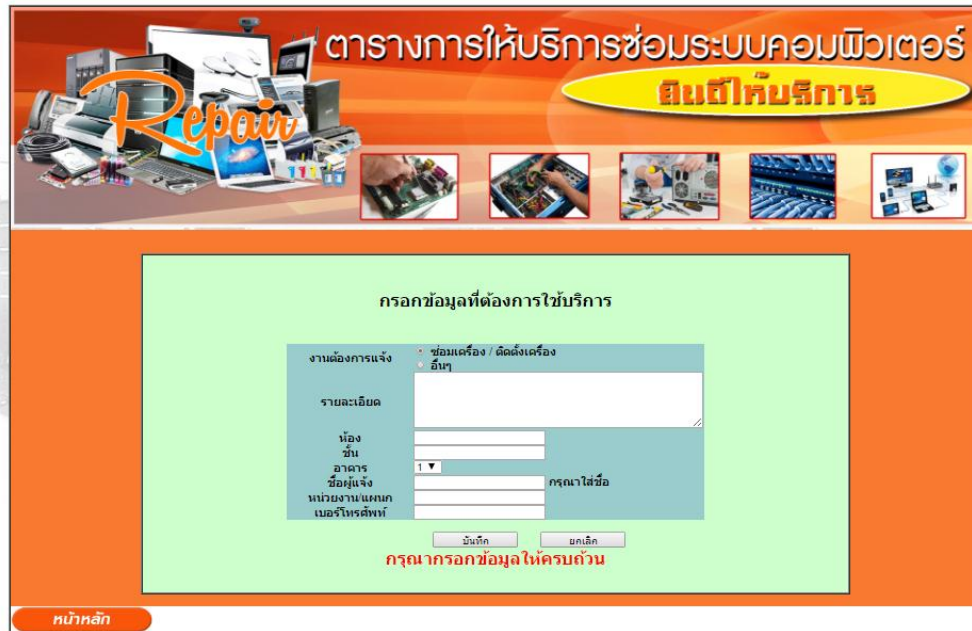 ตารางการให้บริการซ่อมระบบคอมพิวเตอร์
ยินดีให้บริการ
Repair
กรอกข้อมูลที่ต้องการใช้บริการ
งานต้องการแจ้ง
ซ่อมเครื่อง / ติดตั้งเครื่อง
อื่นๆ
รายละเอียด
ห้อง
ชั้น
อาคาร 1
ชื่อผู้แจ้ง กรุณาใส่ชื่อ
หน่วยงาน/แผนก
เบอร์โทรศัพท์
บันทึก ยกเลิก
กรุณากรอกข้อมูลให้ครบถ้วน
หน้าหลัก